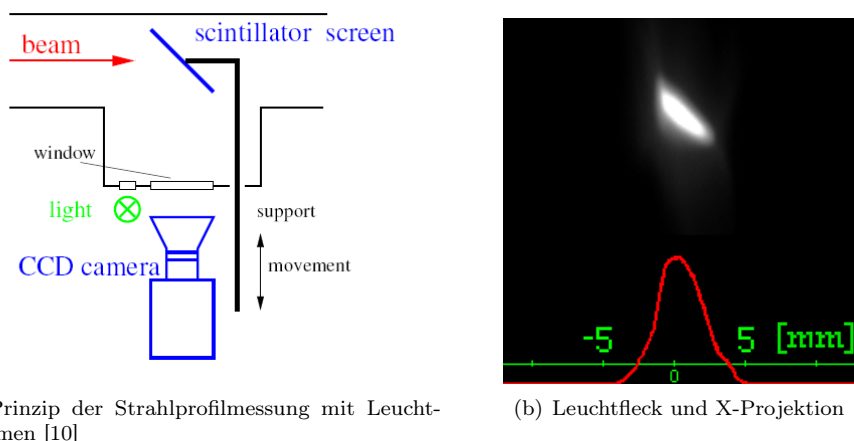 scintillator screen
beam
window
light
support
CCD camera
movement
-5
5 [mm]
0
Prinzip der Strahlprofilmessung mit Leucht-
men [10]
(b) Leuchtfleck und X-Projektion